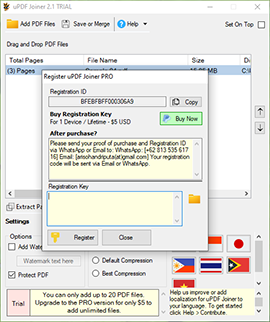 uPDF Joiner 2.1 TRIAL
Add PDF Files
Save or Merge
Help
Set On Top
Drag and Drop PDF Files
Total Pages
File Name
Size
(3) Pages
Register uPDF Joiner PRO
Registration ID
BFEBFBFF000306A9
Copy
Buy Registration Key
For 1 Device / Lifetime - $5 USD
Buy Now
After purchase?
Please send your proof of purchase and Registration ID
via WhatsApp or Email to: WhatsApp: [+62 813 535 617
16] Email: [ansohandriputa(at)gmail.com] Your registration
code will be sent via Email or WhatsApp.
Registration Key
Register
Close
Extract Pa
Settings
Options
Add Wate
Watermark text here
Protect PDF
Default Compression
Best Compression
Trial
You can only add up to 20 PDF files.
Upgrade to the PRO version for only $5 to
add unlimited files.
Help us improve or add
localization for uPDF Joiner to
your language. To get started
click Help > Contribute.